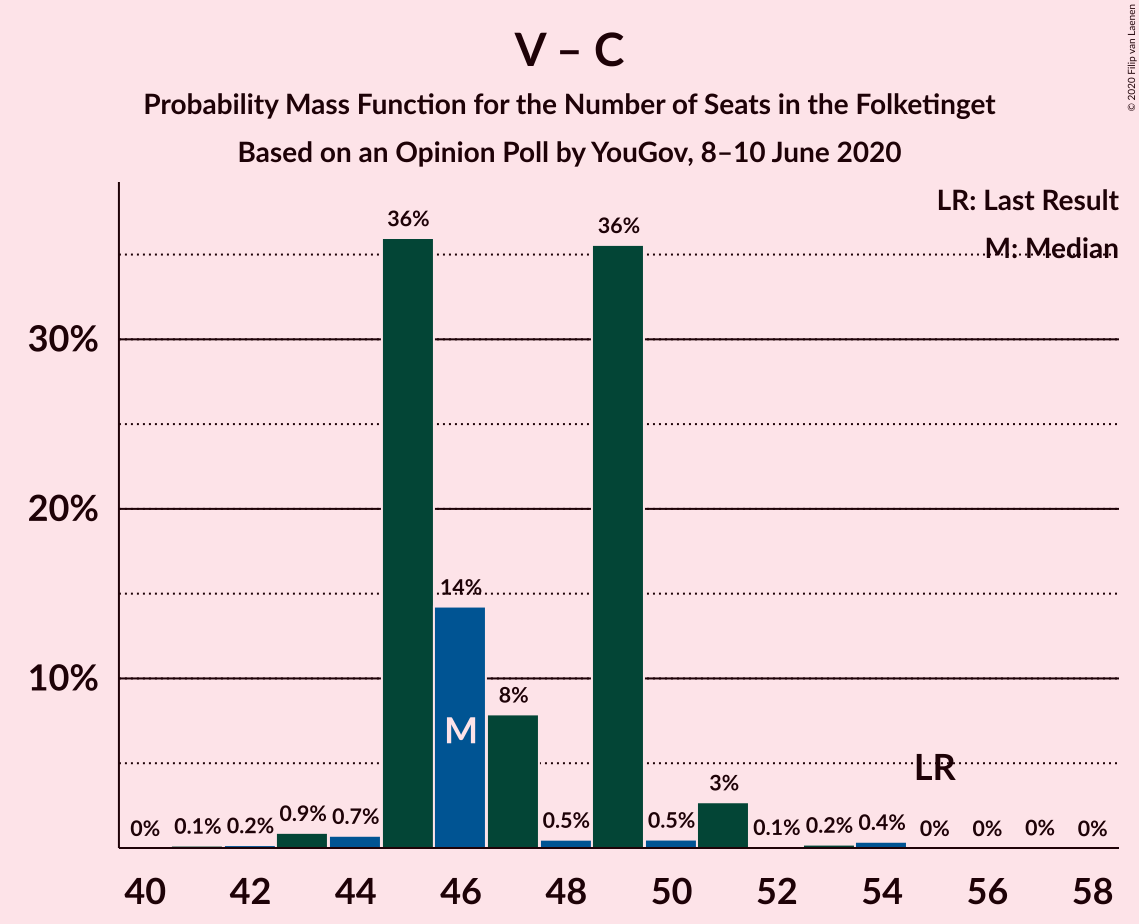 V – C
Probability Mass Function for the Number of Seats in the Folketinget
Based on an Opinion Poll by YouGov, 8–10 June 2020
© 2020 Filip van Laenen
LR: Last Result
M: Median
30%
20%
10%
0%
0.1%
0.2%
0.9%
0.7%
36%
14%
8%
0.5%
36%
0.5%
3%
0.1%
0.2%
0.4%
0%
0%
0%
0%
M
LR
40 42 44 46 48 50 52 54 56 58